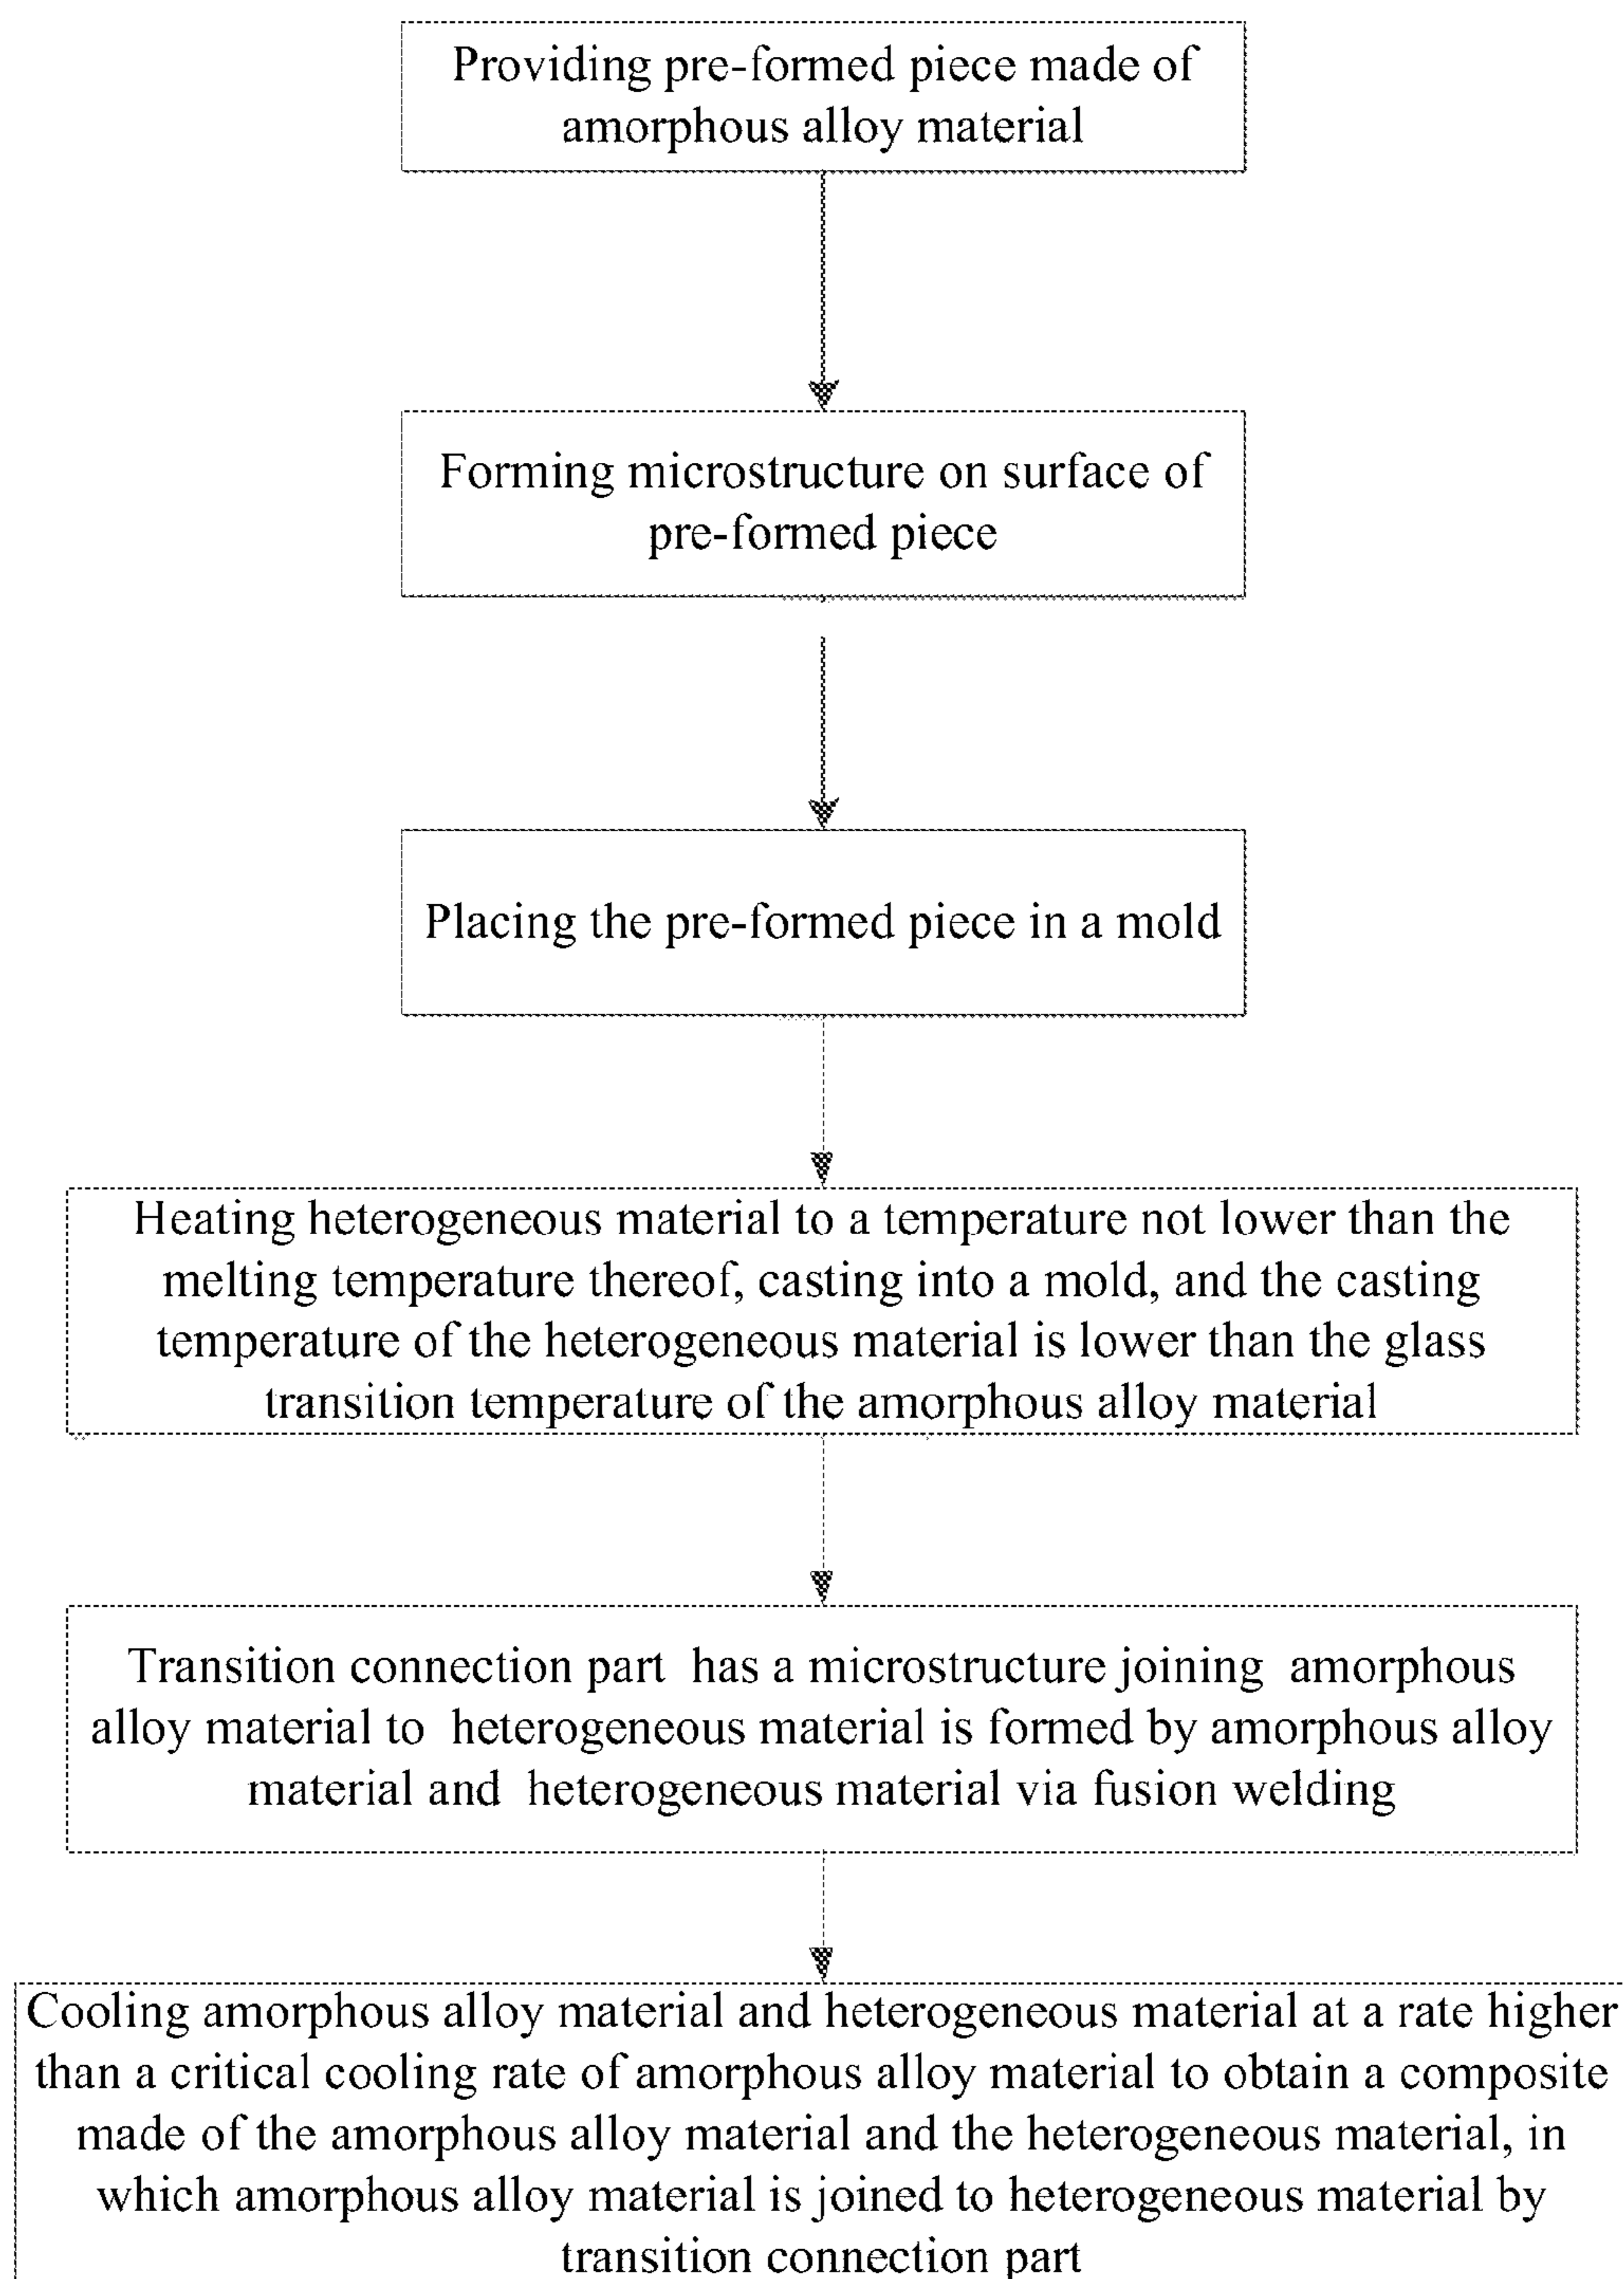 Providing pre-formed piece made of
amorphous alloy material
Forming microstructure on surface of
pre-formed piece
Placing the pre-formed piece in a mold
Heating heterogeneous material to a temperature not lower than the
melting temperature thereof, casting into a mold, and the casting
temperature of the heterogeneous material is lower than the glass
transition temperature of the amorphous alloy material
Transition connection part has a microstructure joining amorphous
alloy material to heterogeneous material is formed by amorphous alloy
material and heterogeneous material via fusion welding
Cooling amorphous alloy material and heterogeneous material at a rate higher
than a critical cooling rate of amorphous alloy material to obtain a composite
made of the amorphous alloy material and the heterogeneous material, in
which amorphous alloy material is joined to heterogeneous material by
transition connection part